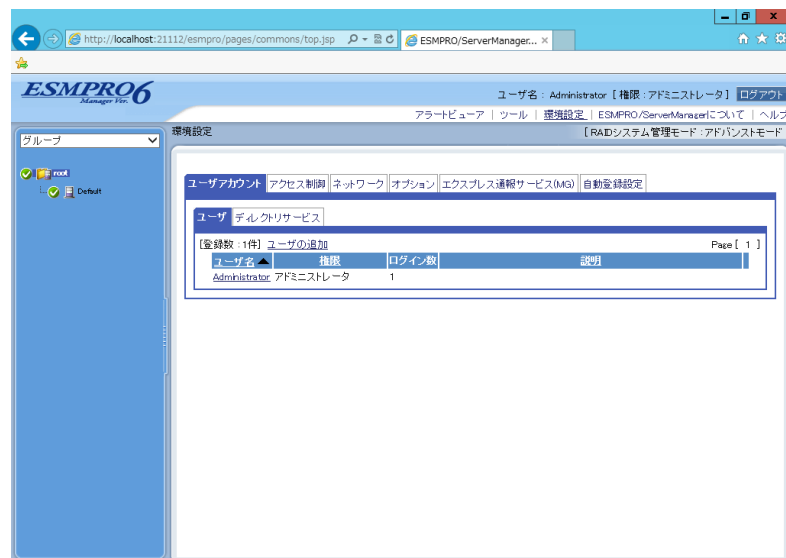 http://localhost:21112/esmpro/pages/commons/top.jsp
ESMPRO/ServerManager...
ESMPRO6
Manager Ver.
ユーザ名 : Administrator [ 権限 : アドミニストレータ ] ログアウト
アラートビューア | ツール | 環境設定 | ESMPRO/ServerManagerについて | ヘルプ
グループ
環境設定
[ RAIDシステム管理モード : アドバンストモード
root
Default
ユーザアカウント アクセス制御 ネットワーク オプション エクスプレス通報サービス(MG) 自動登録設定
ユーザ ディレクトリサービス
[登録数 : 1件] ユーザの追加 Page [ 1 ]
ユーザ名▲ 権限 ログイン数 説明
Administrator アドミニストレータ 1